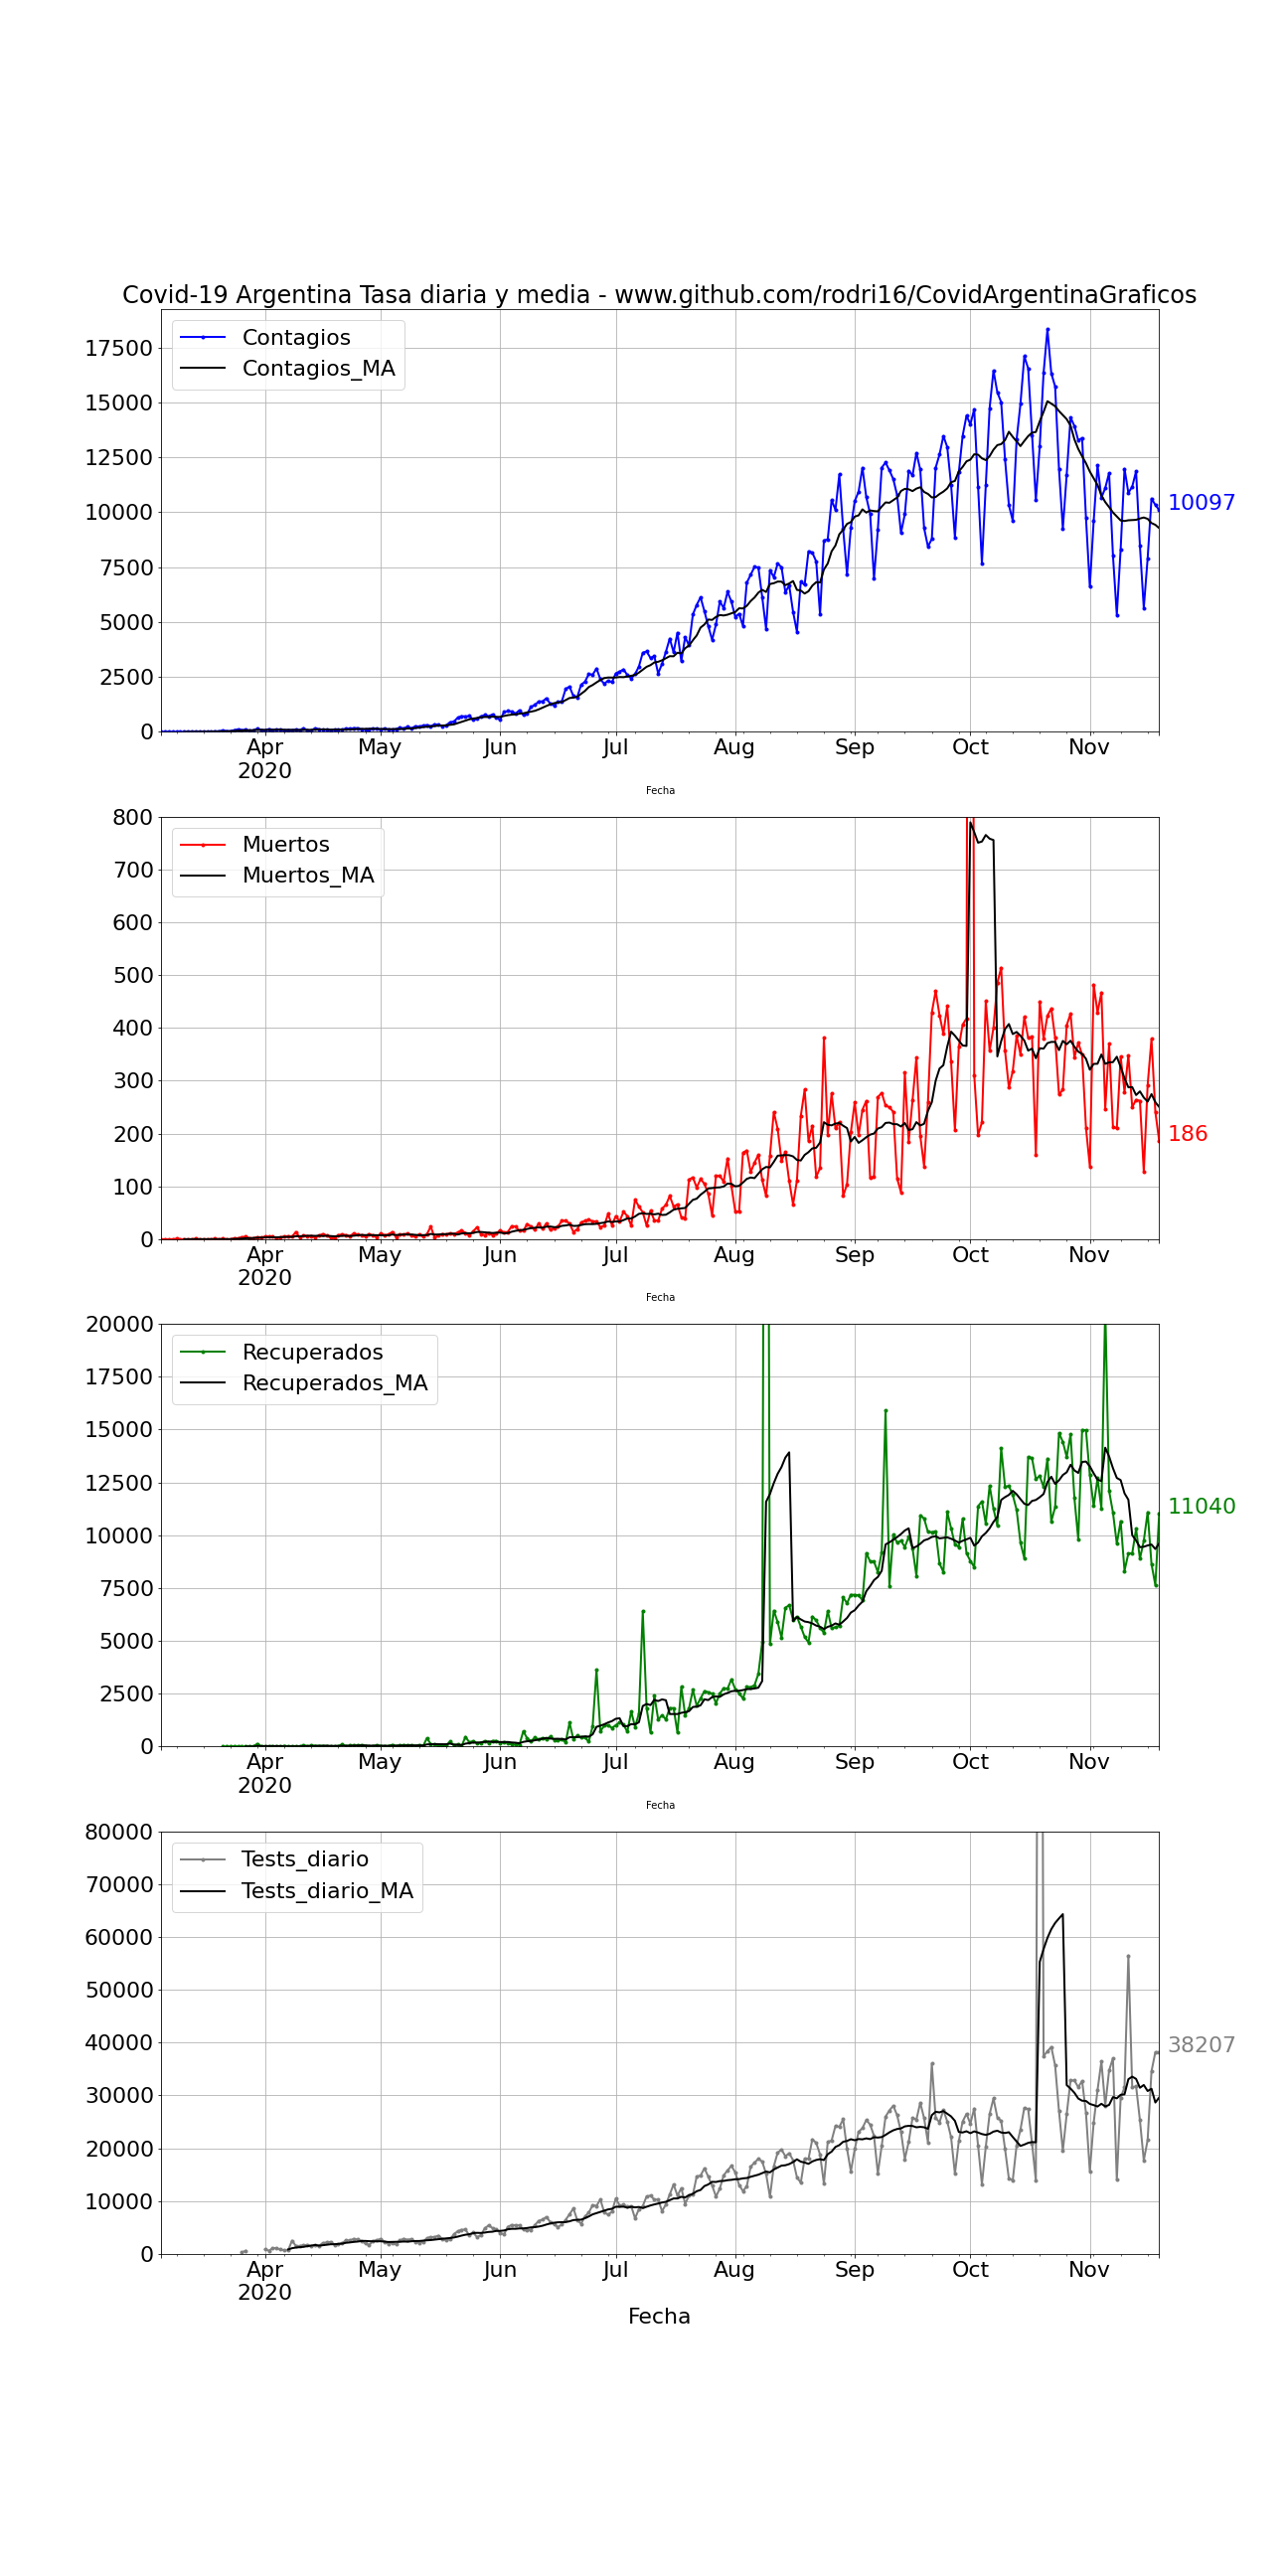 Covid-19 Argentina Tasa diaria y media - www.github.com/rodri16/CovidArgentinaGraficos
Contagios
Contagios_MA
17500
15000
12500
10000
7500
5000
2500
0
10097
Apr May Jun Jul Aug Sep Oct Nov
2020
Fecha
Muertos
Muertos_MA
800
700
600
500
400
300
200
100
0
186
Apr May Jun Jul Aug Sep Oct Nov
2020
Fecha
Recuperados
Recuperados_MA
20000
17500
15000
12500
10000
7500
5000
2500
0
11040
Apr May Jun Jul Aug Sep Oct Nov
2020
Fecha
Tests_diario
Tests_diario_MA
80000
70000
60000
50000
40000
30000
20000
10000
0
38207
Apr May Jun Jul Aug Sep Oct Nov
2020
Fecha